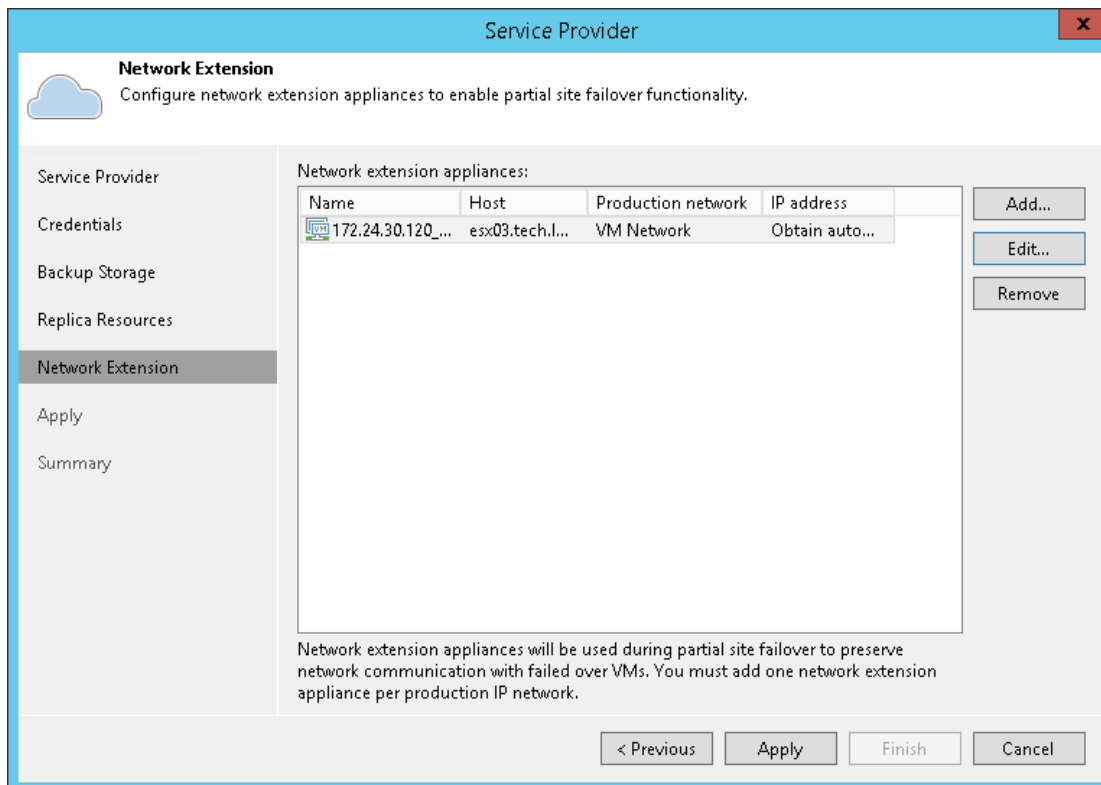 Service Provider
x
Network Extension
Configure network extension appliances to enable partial site failover functionality.
Service Provider
Credentials
Backup Storage
Replica Resources
Network Extension
Apply
Summary
Network extension appliances:
Name Host Production network IP address
172.24.30.120_... esx03.tech.l... VM Network Obtain auto...
Add...
Edit...
Remove
Network extension appliances will be used during partial site failover to preserve
network communication with failed over VMs. You must add one network extension
appliance per production IP network.
< Previous Apply Finish Cancel